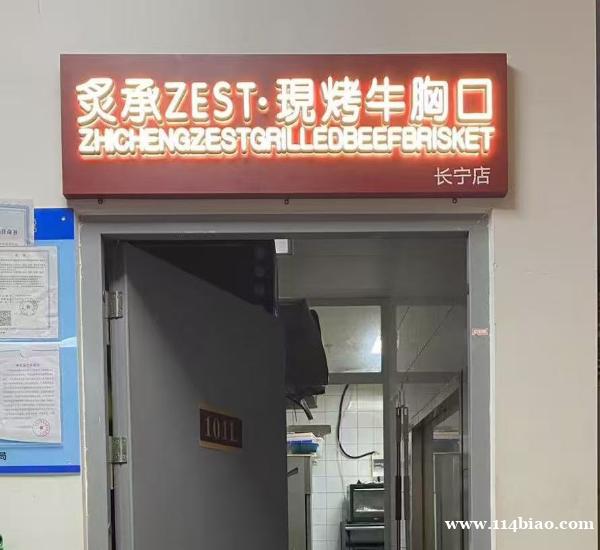 炙承ZEST·現烤牛胸口
ZHICHENGZESTGRILLEDBEEFBRISKET
长宁店
101L
局
www.114biao.com